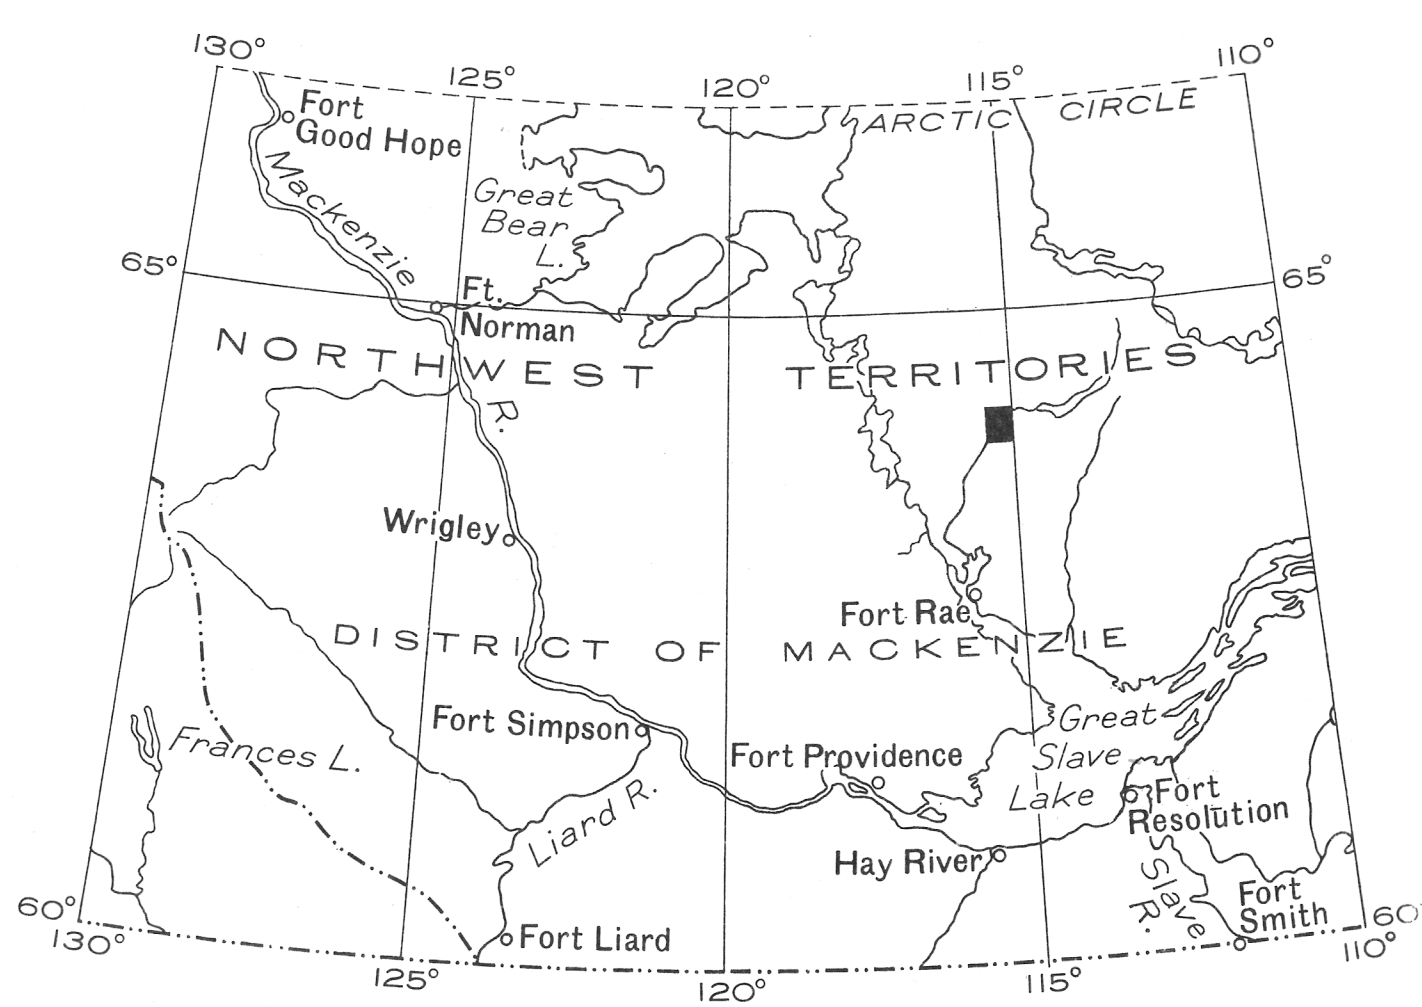 130°
125°
120°
115°
110°
ARCTIC CIRCLE
Fort
Good Hope
Mackenzie
R.
Great
Bear
L.
65°
65°
Ft.
Norman
NORTHWEST TERRITORIES
Wrigley
Fort Rae
DISTRICT OF MACKENZIE
Fort Simpson
Frances L.
Fort Providence
Great
Slave
Lake
Liard R.
Fort
Resolution
Hay River
Slave
R.
Fort
Smith
Fort Liard
60°
60°
130°
125°
120°
115°
110°